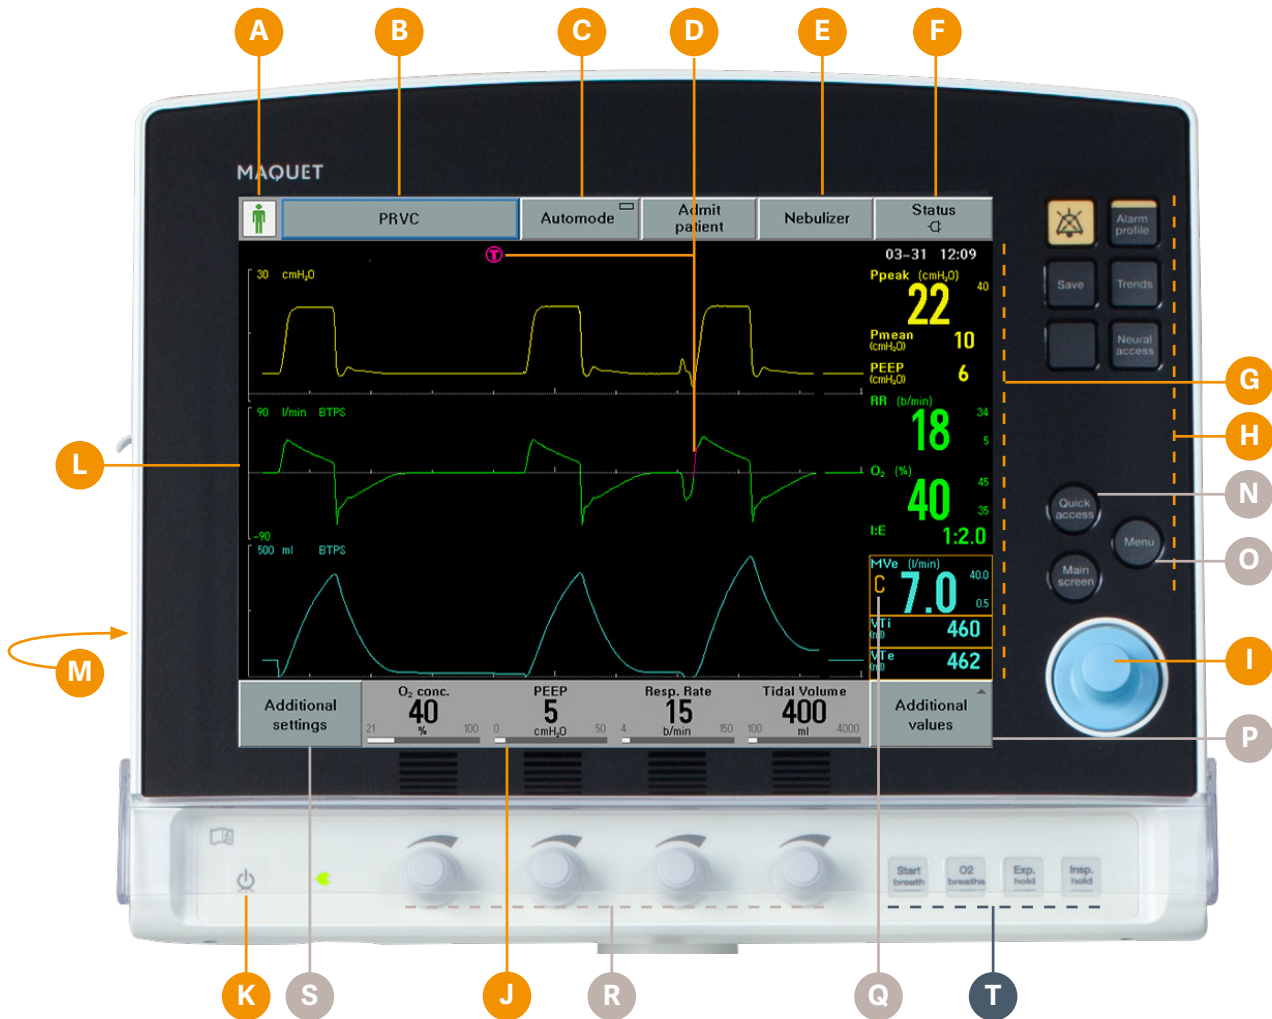 A B C D E F
MAQUET
PRVC
Automode
Admit
patient
Nebulizer
Status
Alarm
profile
Save
Trends
Neural
access
T
03-31 12:09
30 cmH₂O
Ppeak (cmH₂O)
22
40
Pmean
(cmH₂O)
10
PEEP
(cmH₂O)
6
G
H
90 l/min BTPS
-90
RR (b/min)
18
34
5
O₂ (%)
40
45
35
I:E 1:2.0
L
N
Quick
access
Menu
O
Main
screen
500 ml BTPS
MVe (l/min)
C
7.0
40.0
0.5
VTi
(ml)
460
VTe
(ml)
462
M
I
P
Additional
settings
O₂ conc.
40
21 % 100
PEEP
5
0 cmH₂O 50
Resp. Rate
15
4 b/min 150
Tidal Volume
400
100 ml 4000
Additional
values
Start
breath
O2
breaths
Exp.
hold
Insp.
hold
K S J R Q T